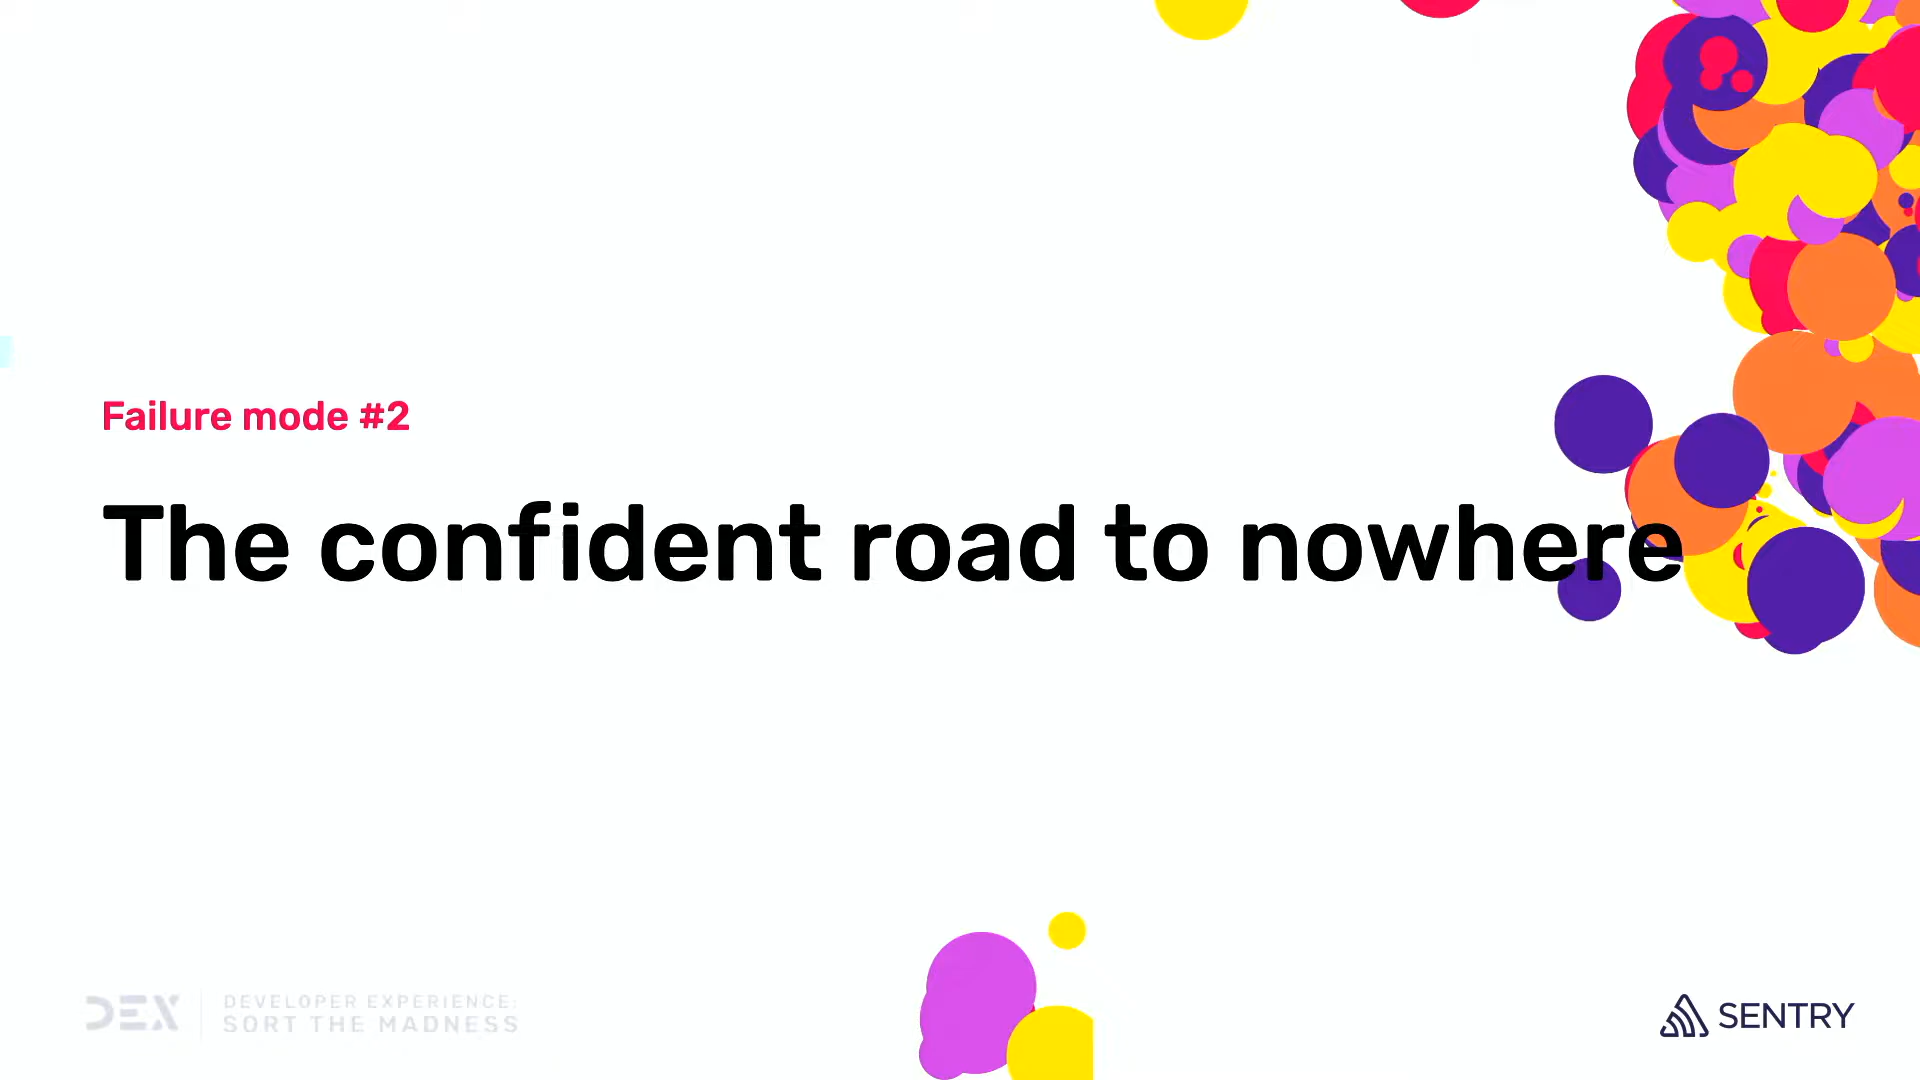 Failure mode #2
The confident road to nowhere
DEX
DEVELOPER EXPERIENCE:
SORT THE MADNESS
SENTRY